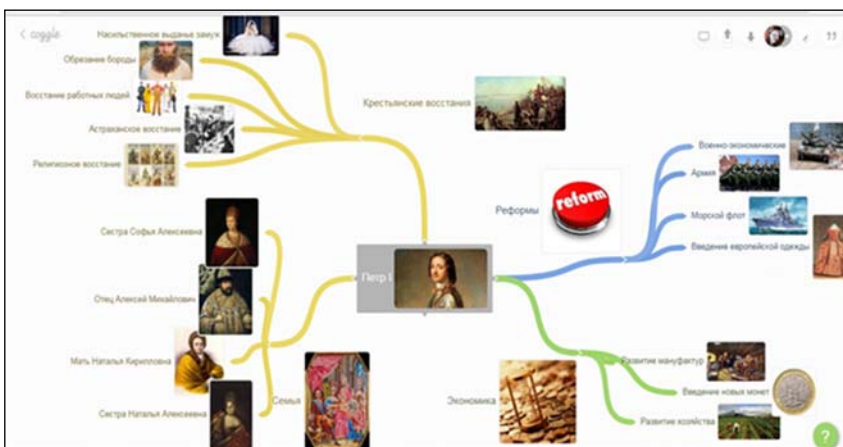 coggle
Насильственное выданье замуж
Обрезание бороды
Восстание работных людей
Астраханское восстание
Религиозное восстание
Крестьянские восстания
Сестра Софья Алексеевна
Отец Алексей Михайлович
Мать Наталья Кирилловна
Сестра Наталья Алексеевна
Семья
Петр I
Реформы
reform
Военно-экономические
Армия
Морской флот
Введение европейской одежды
Экономика
Развитие мануфактур
Введение новых монет
Развитие хозяйства
?